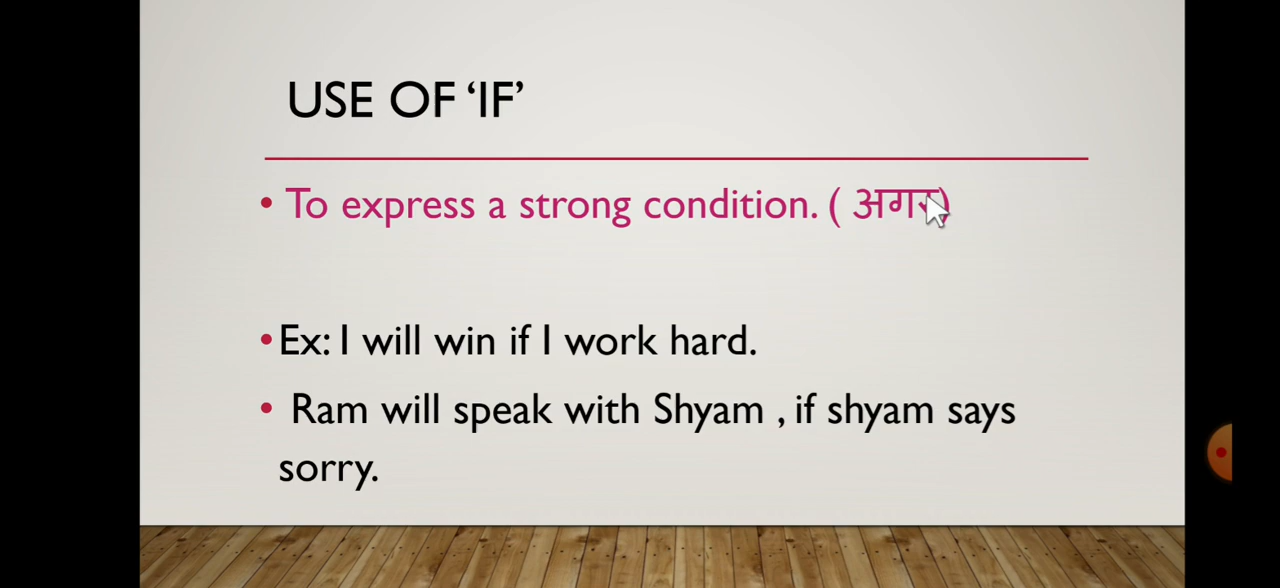 USE OF ‘IF’
• To express a strong condition. ( अगर)
•Ex: I will win if I work hard.
• Ram will speak with Shyam , if shyam says
sorry.